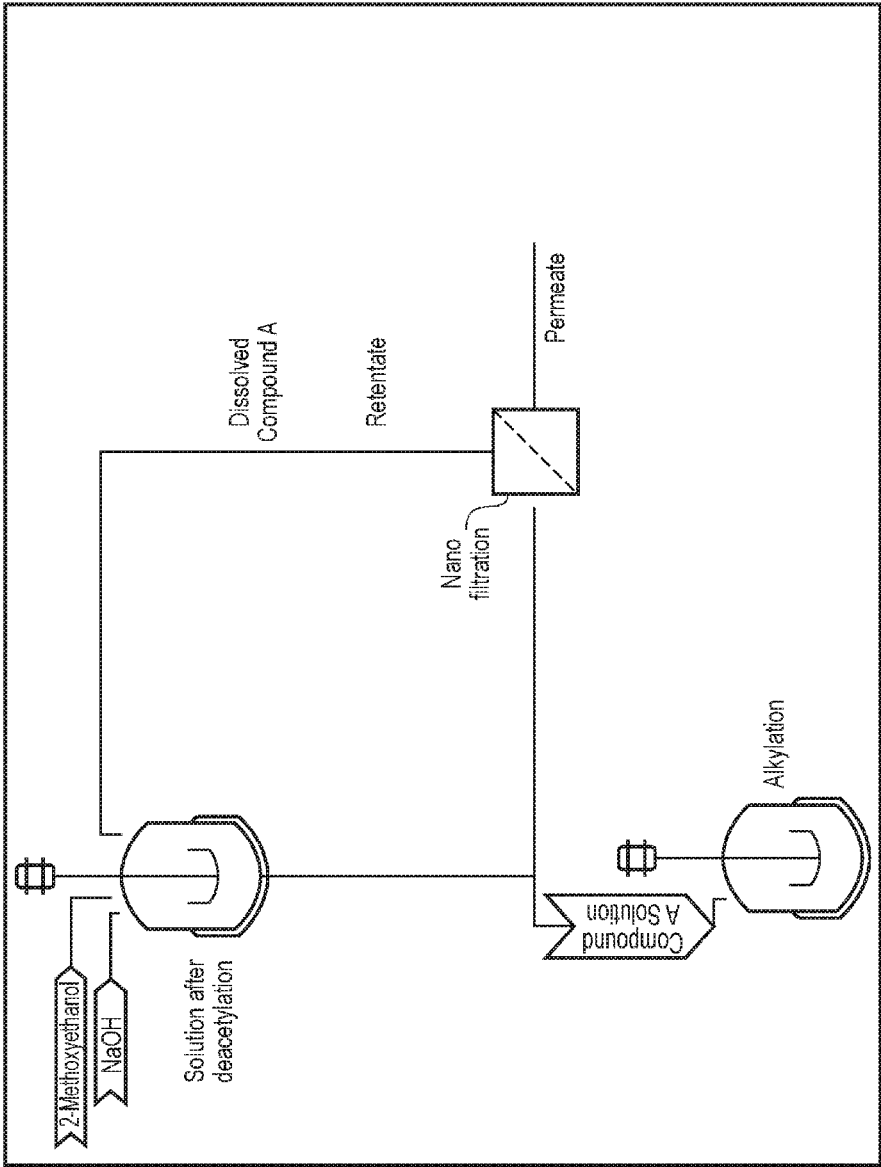 2-Methoxyethanol
NaOH
Solution after
deacetylation
Dissolved
Compound A
Retentate
Nano
filtration
Permeate
Compound
A Solution
Alkylation